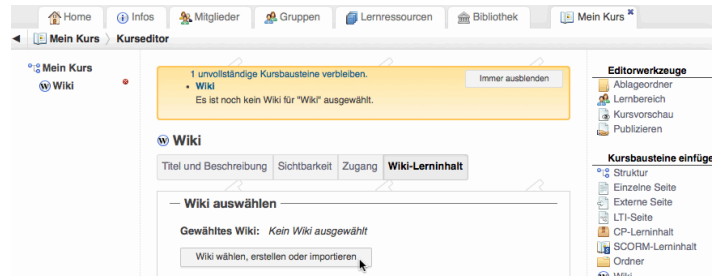 Home
Infos
Mitglieder
Gruppen
Lernressourcen
Bibliothek
Mein Kurs
Mein Kurs
Kurseditor
Mein Kurs
Wiki
1 unvollständige Kursbausteine verbleiben.
Wiki
Es ist noch kein Wiki für "Wiki" ausgewählt.
Immer ausblenden
Wiki
Titel und Beschreibung
Sichtbarkeit
Zugang
Wiki-Lerninhalt
Wiki auswählen
Gewähltes Wiki: Kein Wiki ausgewählt
Wiki wählen, erstellen oder importieren
Editorwerkzeuge
Ablageordner
Lernbereich
Kursvorschau
Publizieren
Kursbausteine einfüge
Struktur
Einzelne Seite
Externe Seite
LTI-Seite
CP-Lerninhalt
SCORM-Lerninhalt
Ordner
Wiki